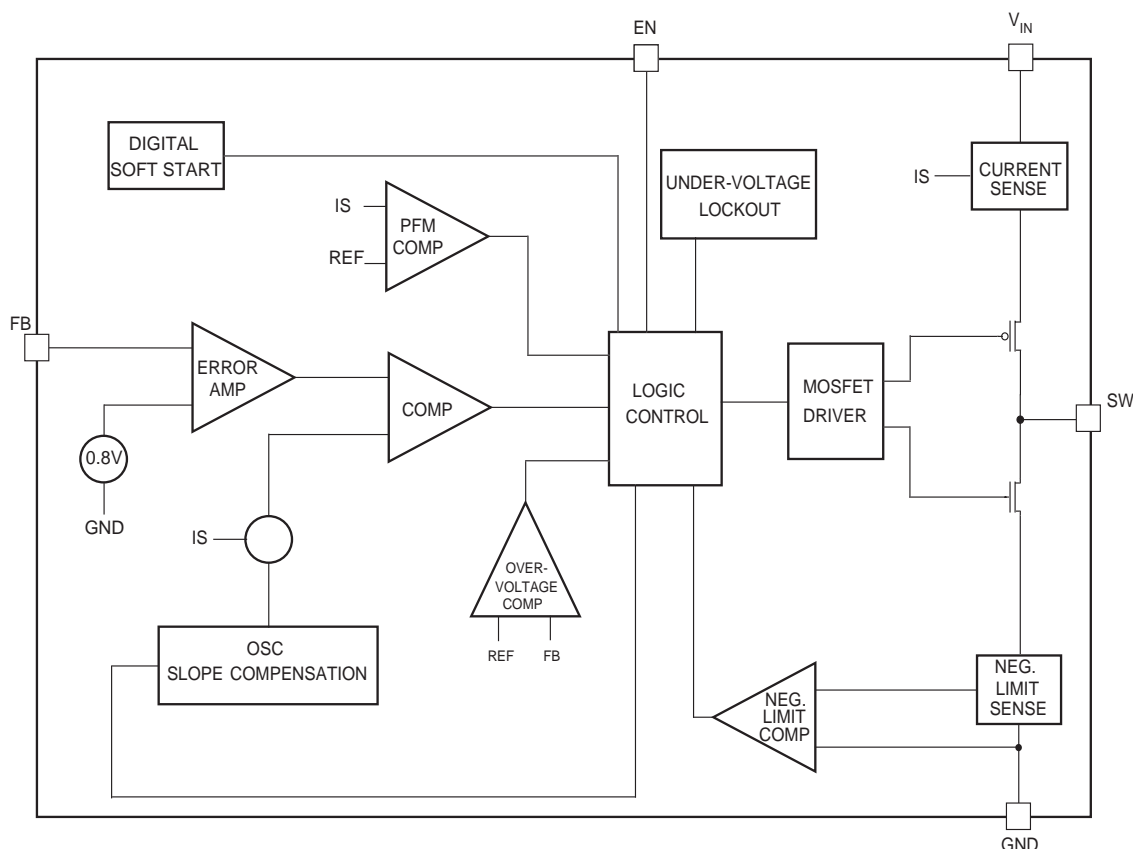 EN
VIN
DIGITAL
SOFT START
UNDER-VOLTAGE
LOCKOUT
IS
CURRENT
SENSE
IS
PFM
COMP
REF
FB
ERROR
AMP
COMP
LOGIC
CONTROL
MOSFET
DRIVER
SW
0.8V
GND
IS
OVER-
VOLTAGE
COMP
REF
FB
OSC
SLOPE COMPENSATION
NEG.
LIMIT
COMP
NEG.
LIMIT
SENSE
GND